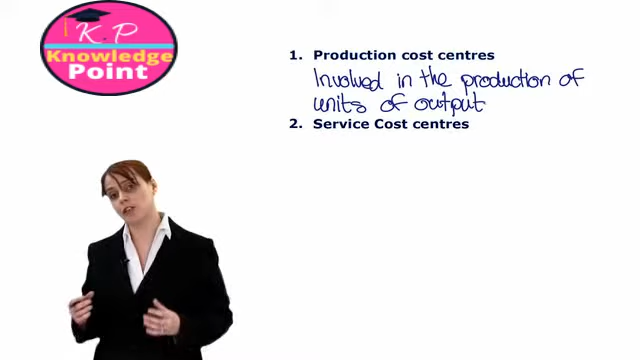 K.P
Knowledge
Point
1. Production cost centres
Involved in the production of
units of output
2. Service Cost centres